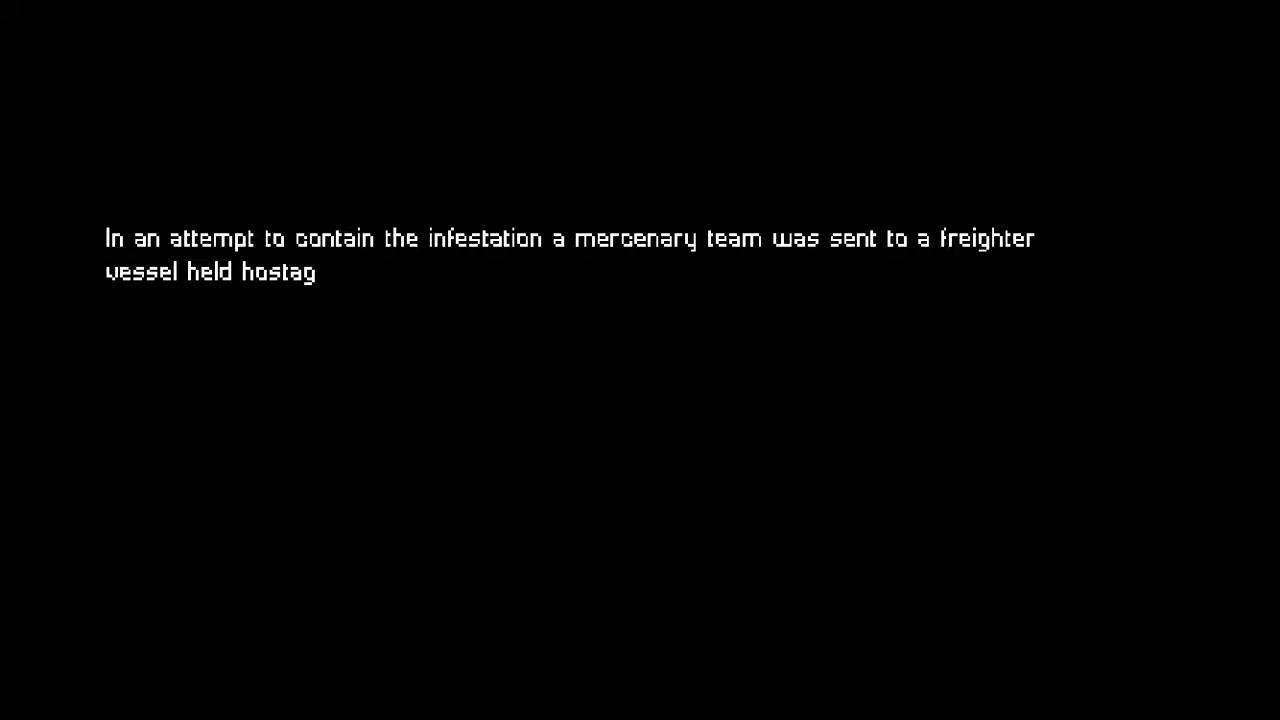 In an attempt to contain the infestation a mercenary team was sent to a freighter
vessel held hostag